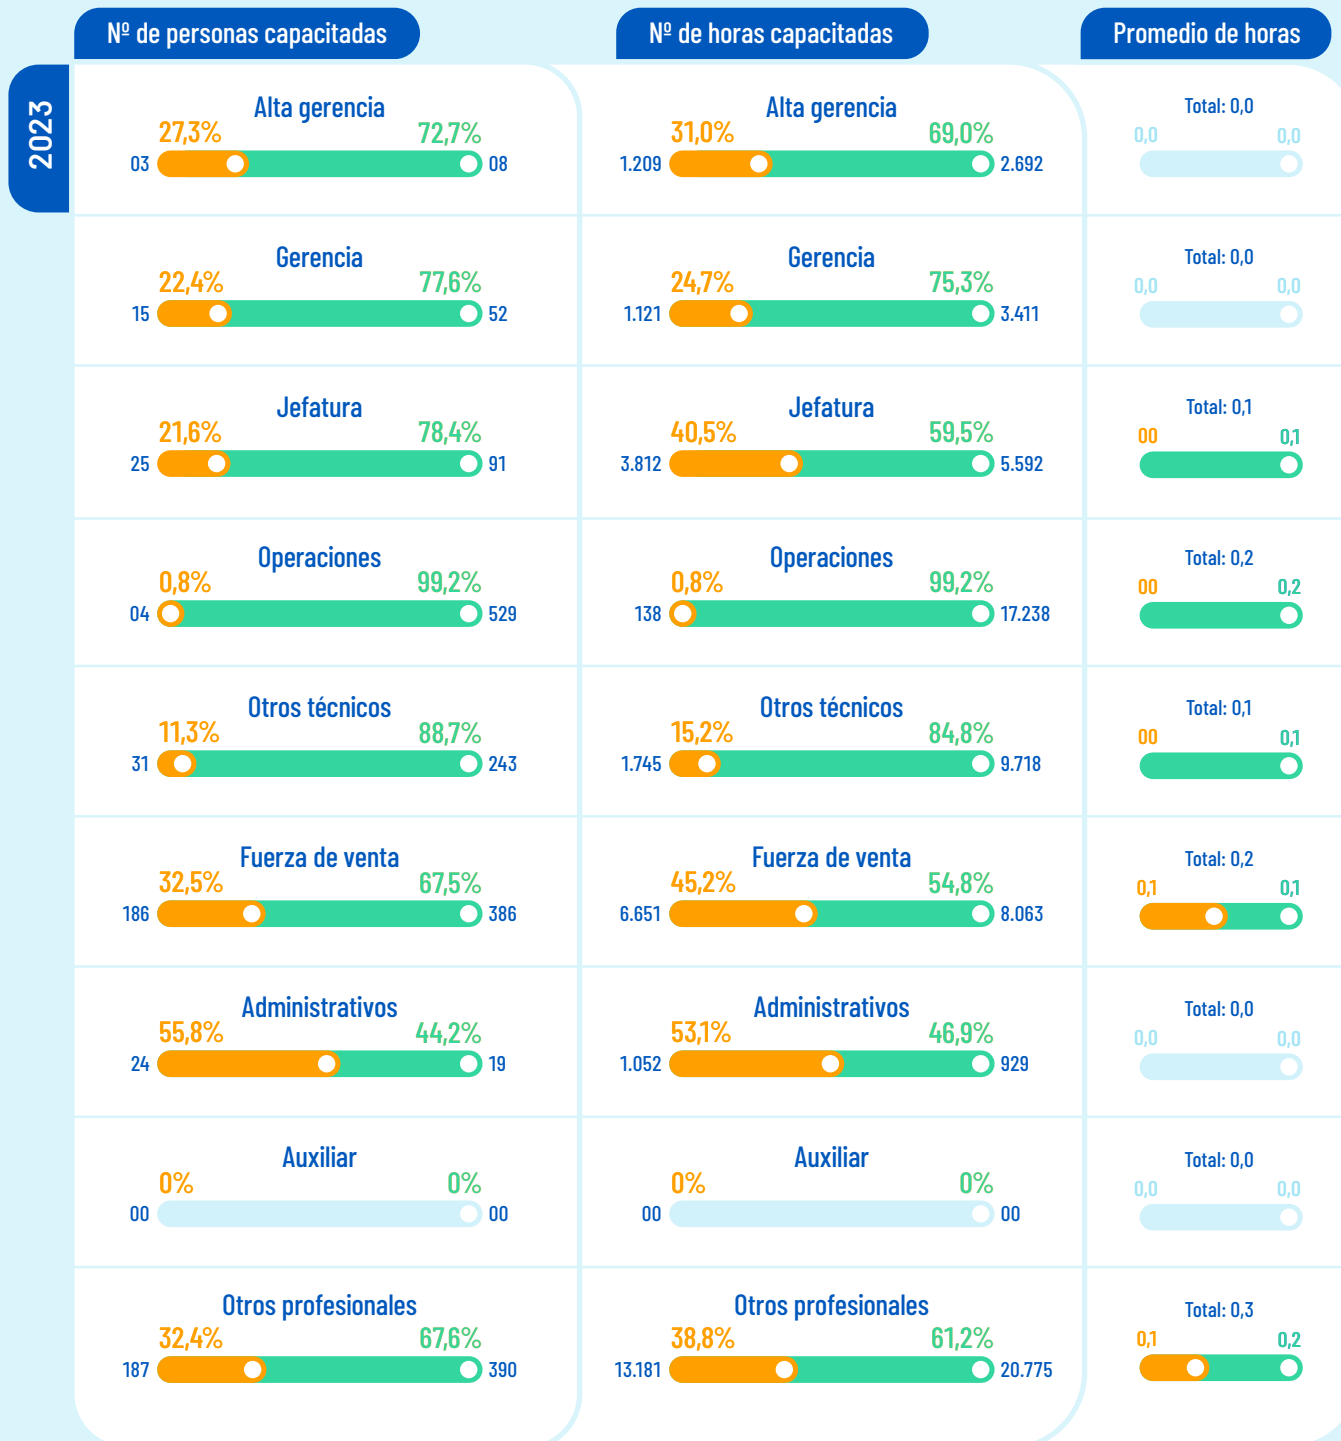 Nº de personas capacitadas
Nº de horas capacitadas
Promedio de horas
2023
Alta gerencia
27,3% 72,7%
03 08
Alta gerencia
31,0% 69,0%
1.209 2.692
Total: 0,0
0,0 0,0
Gerencia
22,4% 77,6%
15 52
Gerencia
24,7% 75,3%
1.121 3.411
Total: 0,0
0,0 0,0
Jefatura
21,6% 78,4%
25 91
Jefatura
40,5% 59,5%
3.812 5.592
Total: 0,1
00 0,1
Operaciones
0,8% 99,2%
04 529
Operaciones
0,8% 99,2%
138 17.238
Total: 0,2
00 0,2
Otros técnicos
11,3% 88,7%
31 243
Otros técnicos
15,2% 84,8%
1.745 9.718
Total: 0,1
00 0,1
Fuerza de venta
32,5% 67,5%
186 386
Fuerza de venta
45,2% 54,8%
6.651 8.063
Total: 0,2
0,1 0,1
Administrativos
55,8% 44,2%
24 19
Administrativos
53,1% 46,9%
1.052 929
Total: 0,0
0,0 0,0
Auxiliar
0% 0%
00 00
Auxiliar
0% 0%
00 00
Total: 0,0
0,0 0,0
Otros profesionales
32,4% 67,6%
187 390
Otros profesionales
38,8% 61,2%
13.181 20.775
Total: 0,3
0,1 0,2